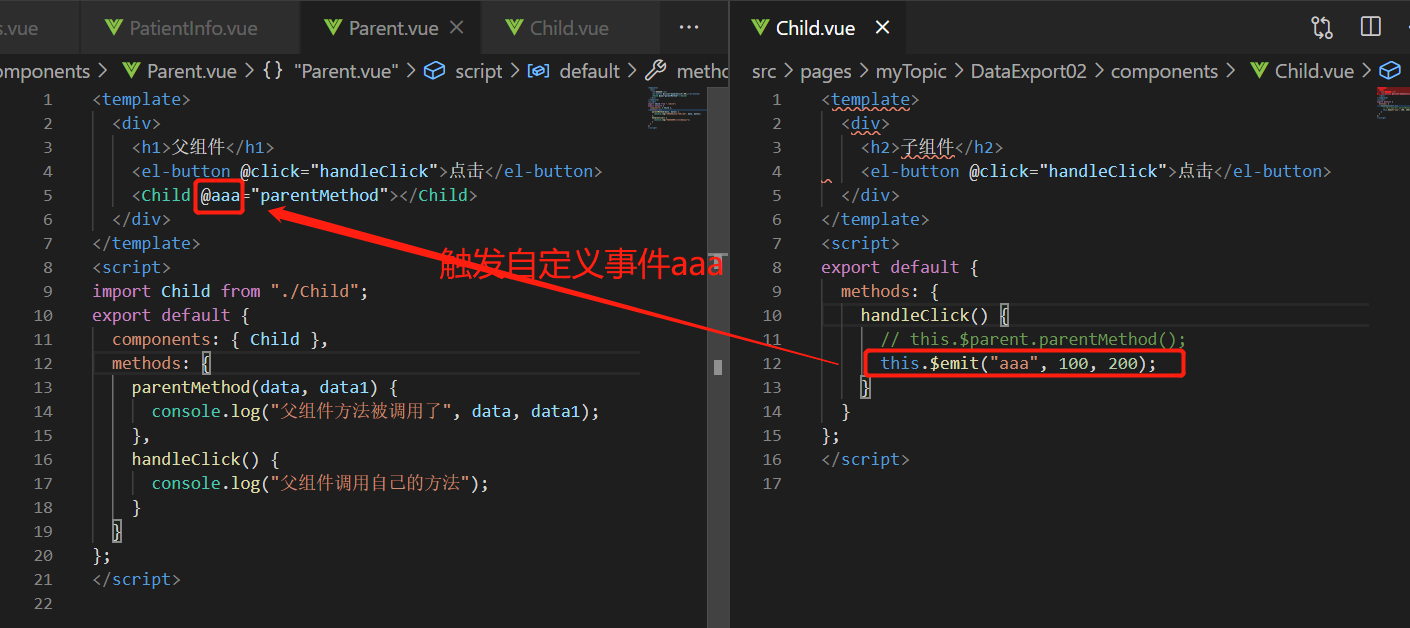 s.vue PatientInfo.vue Parent.vue Child.vue ...
omponents > Parent.vue > {} "Parent.vue" > script > default > metho
1 <template>
2 <div>
3 <h1>父组件</h1>
4 <el-button @click="handleClick">点击</el-button>
5 <Child @aaa="parentMethod"></Child>
6 </div>
7 </template>
8 <script>
9 import Child from "./Child";
10 export default {
11 components: { Child },
12 methods: {
13 parentMethod(data, data1) {
14 console.log("父组件方法被调用了", data, data1);
15 },
16 handleClick() {
17 console.log("父组件调用自己的方法");
18 }
19 }
20 };
21 </script>
22
触发自定义事件aaa
Child.vue
src > pages > myTopic > DataExport02 > components > Child.vue >
1 <template>
2 <div>
3 <h2>子组件</h2>
4 <el-button @click="handleClick">点击</el-button>
5 </div>
6 </template>
7 <script>
8 export default {
9 methods: {
10 handleClick() {
11 // this.$parent.parentMethod();
12 this.$emit("aaa", 100, 200);
13 }
14 }
15 };
16 </script>
17